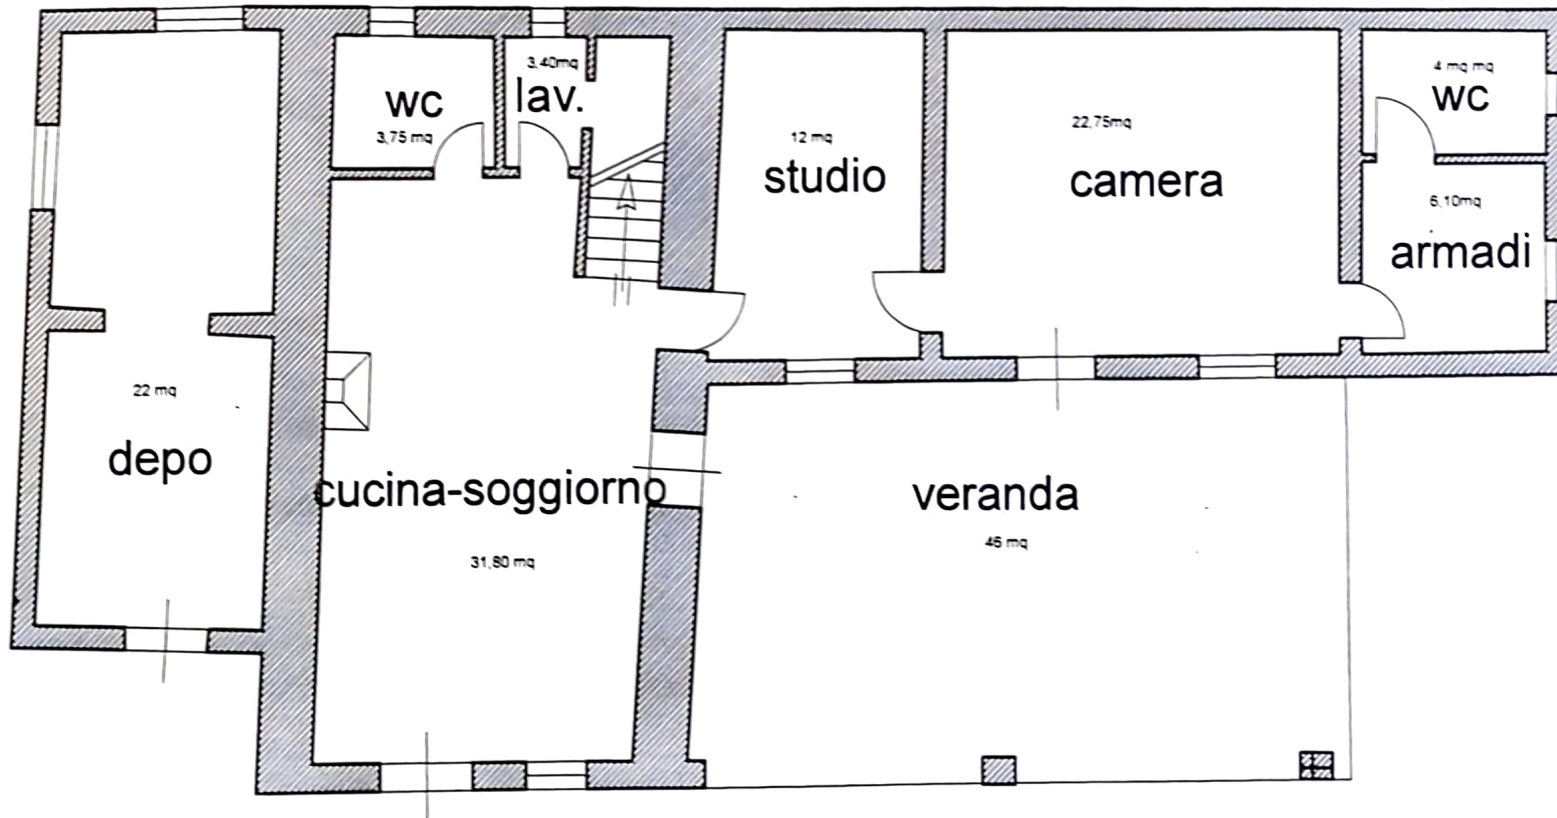 3,40mq
lav.
wc
3,75 mq
12 mq
studio
22,75mq
camera
4 mq mq
wc
6,10mq
armadi
22 mq
depo
cucina-soggiorno
31,80 mq
veranda
46 mq